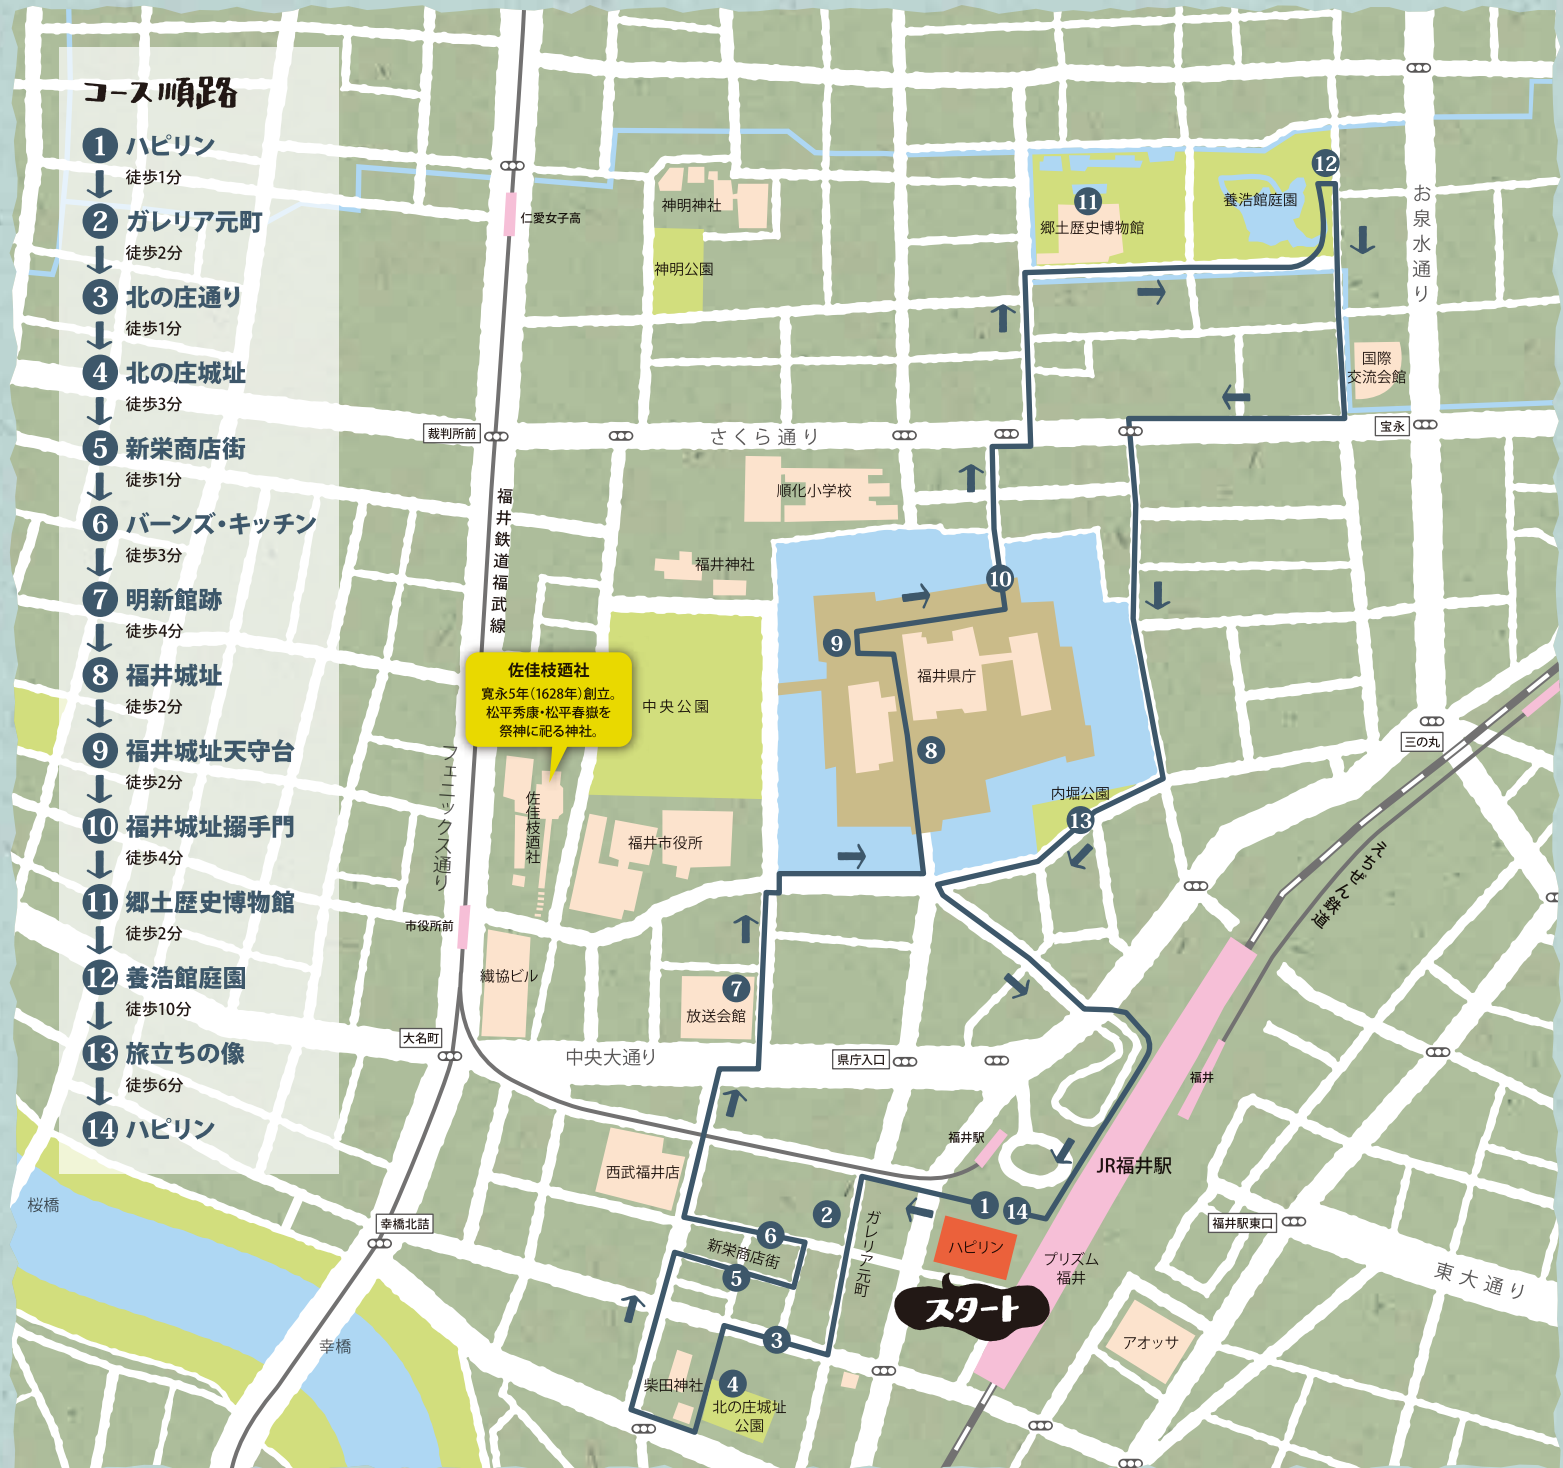 コース順路
1 ハピリン
徒歩1分
2 ガレリア元町
徒歩2分
3 北の庄通り
徒歩1分
4 北の庄城址
徒歩3分
5 新栄商店街
徒歩1分
6 バーンズ・キッチン
徒歩3分
7 明新館跡
徒歩4分
8 福井城址
徒歩2分
9 福井城址天守台
徒歩2分
10 福井城址搦手門
徒歩4分
11 郷土歴史博物館
徒歩2分
12 養浩館庭園
徒歩10分
13 旅立ちの像
徒歩6分
14 ハピリン
仁愛女子高
神明神社
神明公園
11
郷土歴史博物館
12
養浩館庭園
お泉水通り
国際
交流会館
裁判所前
さくら通り
宝永
福井鉄道福武線
順化小学校
福井神社
10
9
福井県庁
8
佐佳枝廼社
寛永5年(1628年)創立。
松平秀康・松平春嶽を
祭神に祀る神社。
中央公園
三の丸
フェニックス通り
佐佳枝廼社
福井市役所
内堀公園
13
えちぜん鉄道
市役所前
繊協ビル
7
放送会館
大名町
中央大通り
県庁入口
福井
福井駅
JR福井駅
西武福井店
桜橋
幸橋北詰
2
ガレリア元町
1
14
ハピリン
福井駅東口
6
新栄商店街
5
プリズム
福井
東大通り
スタート
幸橋
3
アオッサ
柴田神社
4
北の庄城址
公園